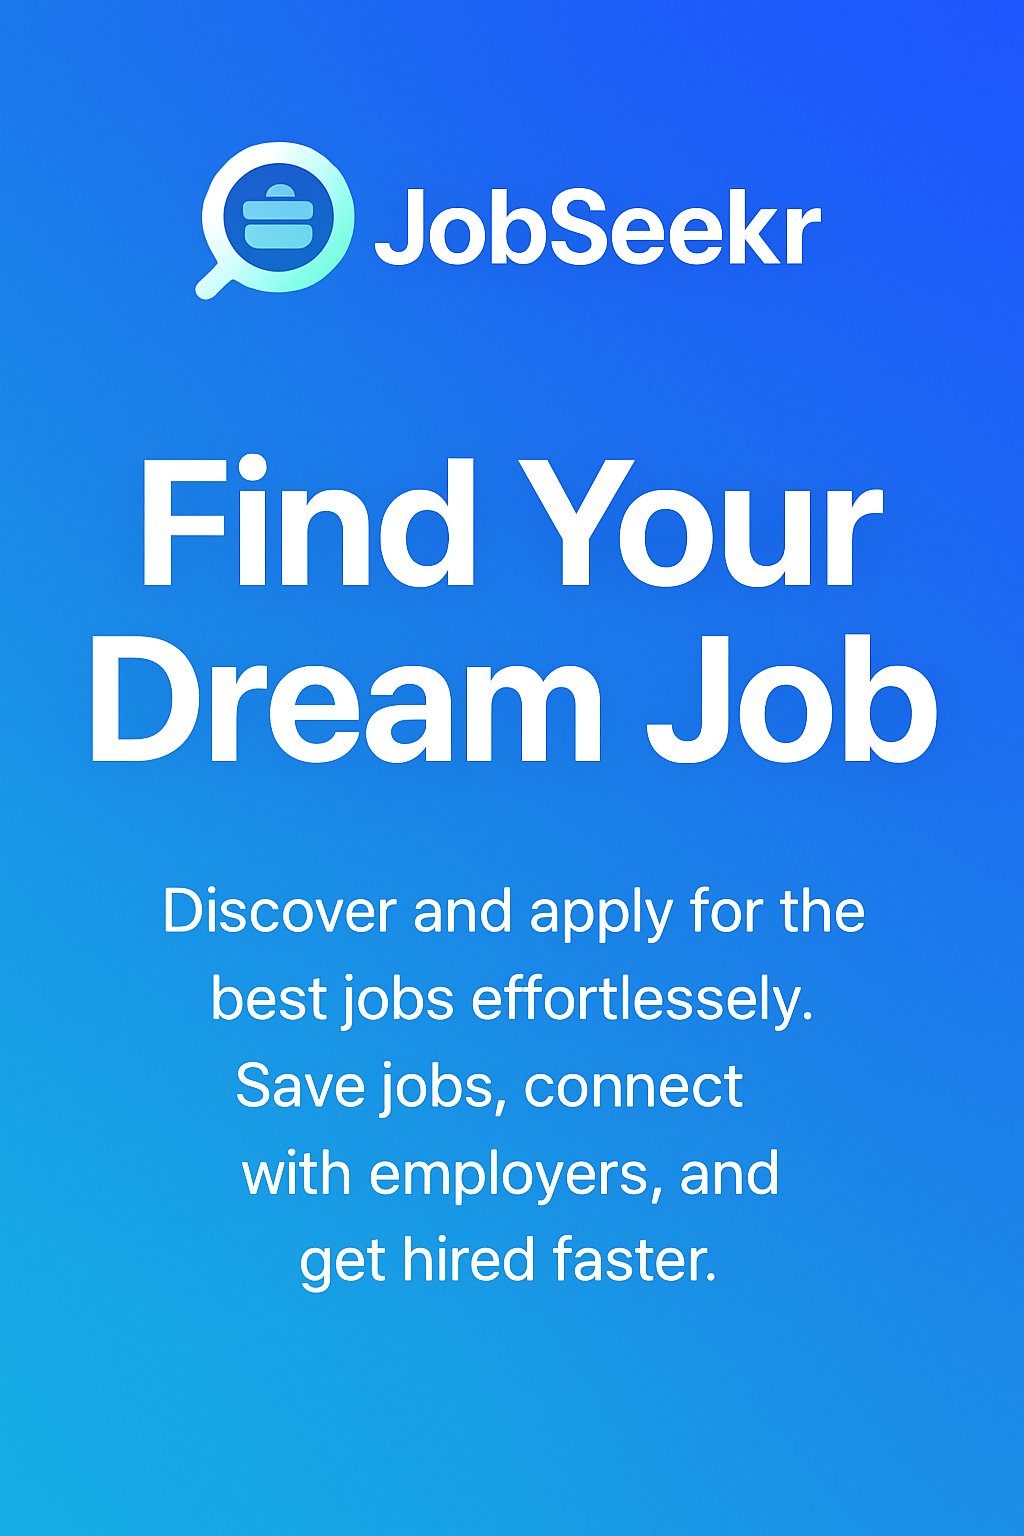 JobSeekr
Find Your
Dream Job
Discover and apply for the
best jobs effortlesssely.
Save jobs, connect
with employers, and
get hired faster.